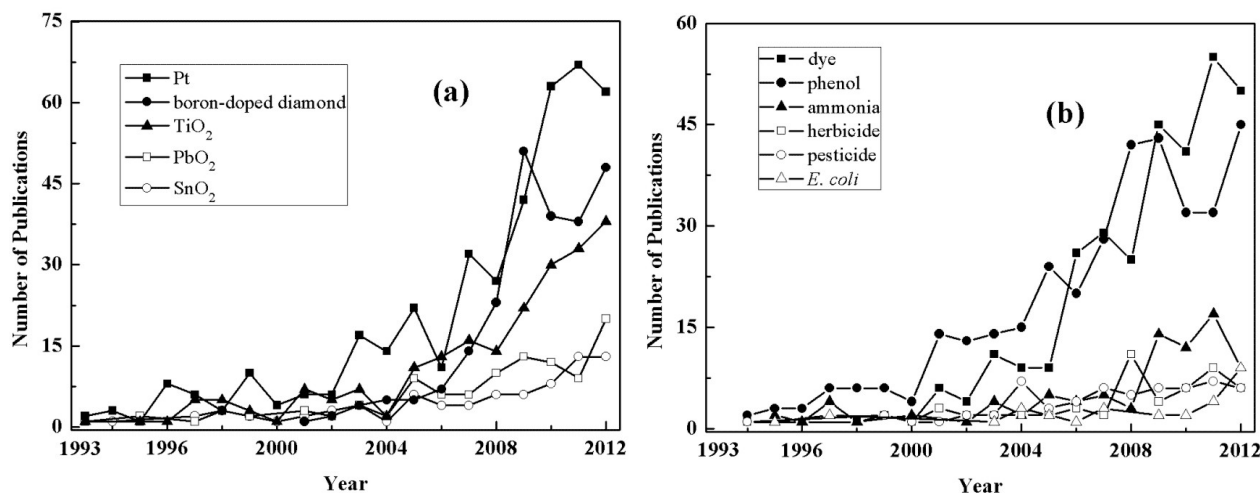 75
60
45
30
15
0
Number of Publications
Pt
boron-doped diamond
TiO₂
PbO₂
SnO₂
(a)
1993 1996 2000 2004 2008 2012
Year
60
45
30
15
0
Number of Publications
dye
phenol
ammonia
herbicide
pesticide
E. coli
(b)
1993 1996 2000 2004 2008 2012
Year